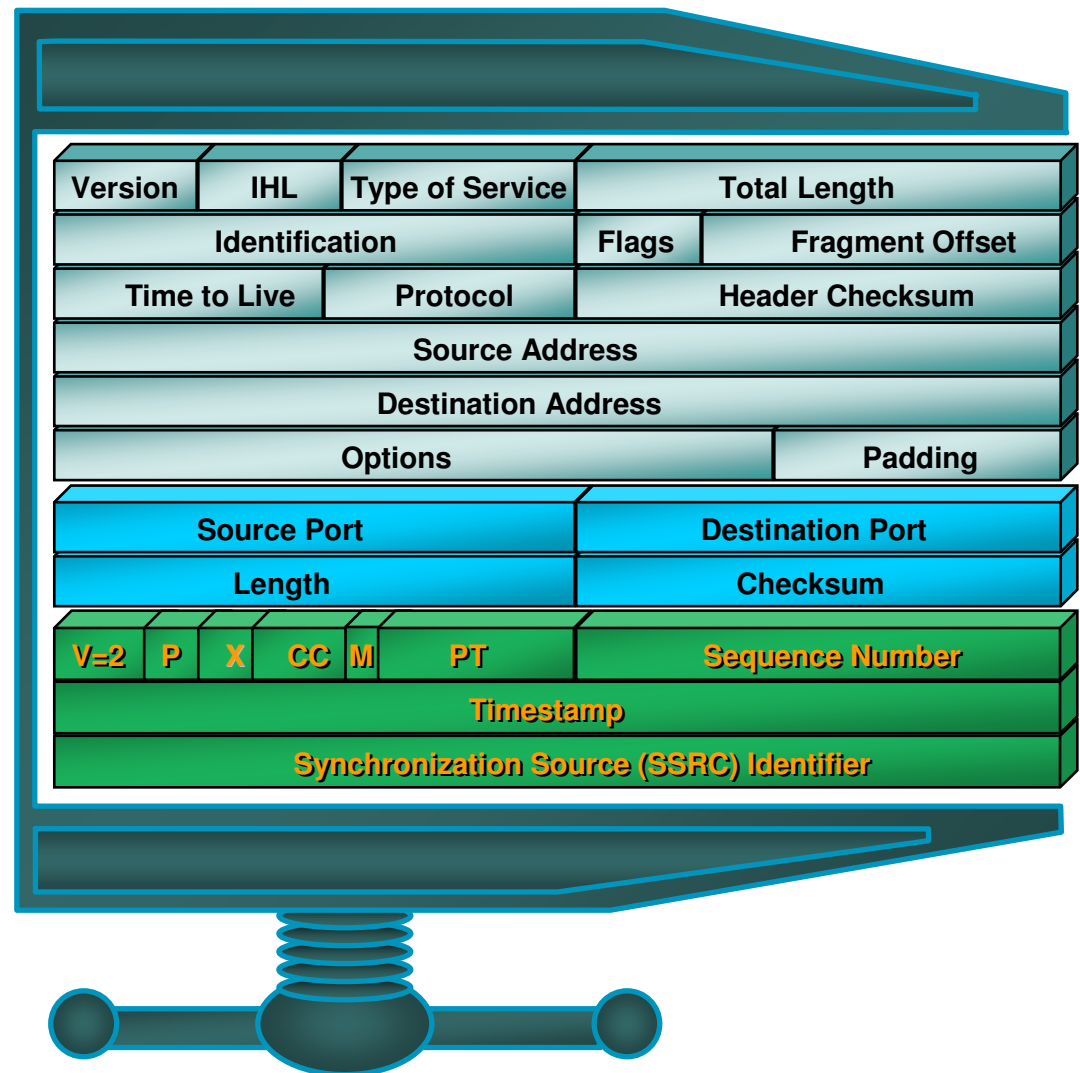 Version IHL Type of Service Total Length
Identification Flags Fragment Offset
Time to Live Protocol Header Checksum
Source Address
Destination Address
Options Padding
Source Port Destination Port
Length Checksum
V=2 P X CC M PT Sequence Number
Timestamp
Synchronization Source (SSRC) Identifier